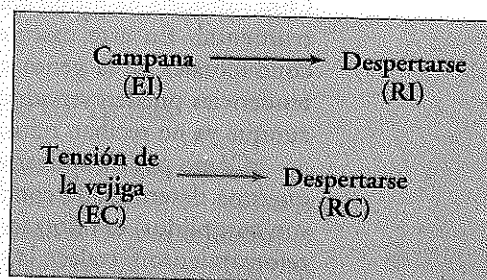 Campana Despertarse
(EI) (RI)
Tensión de
la vejiga Despertarse
(EC) (RC)